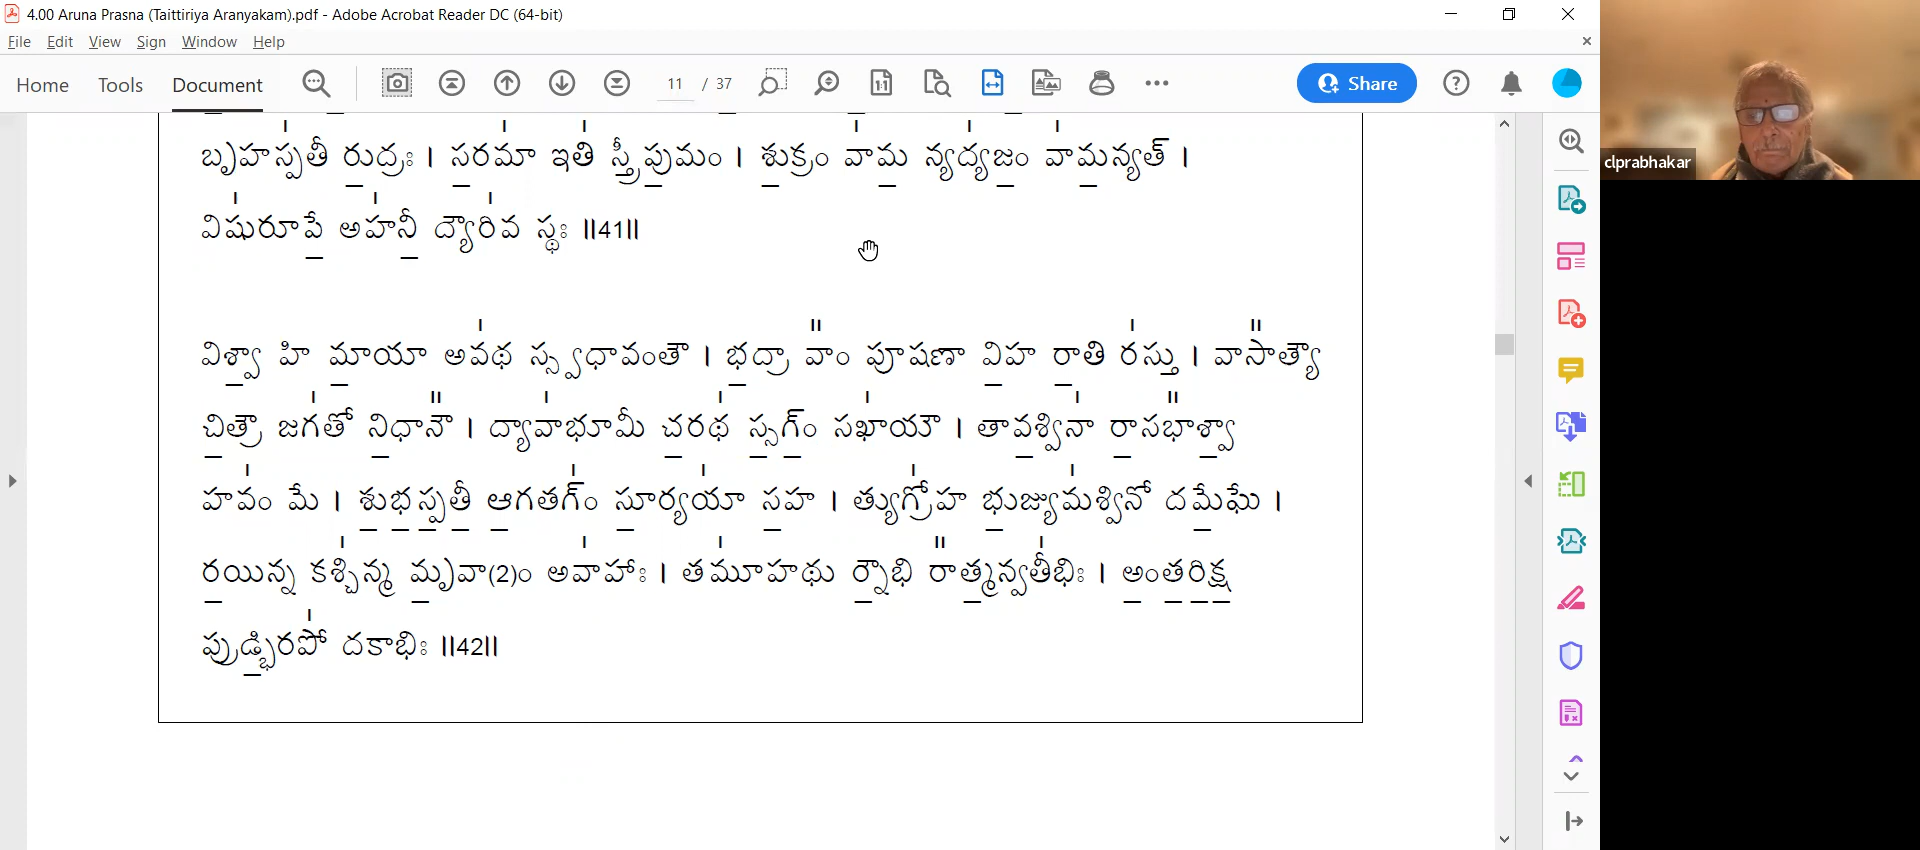 4.00 Aruna Prasna (Taittiriya Aranyakam).pdf - Adobe Acrobat Reader DC (64-bit)
File Edit View Sign Window Help
Home Tools Document 11 / 37 Share
బృహస్పతీ రుద్రః । సరమా ఇతి స్త్రీపుమం । శుక్రం వామ న్యద్యజం వామన్యత్ ।
విషురూపే అహనీ ద్యౌరివ స్థః ॥41॥
విశ్వా హి మాయా అవథ స్స్వధావంతౌ । భద్రా వాం పూషణా విహ రాతి రస్తు । వాసాత్యౌ
చిత్రౌ జగతో నిధానౌ । ద్యావాభూమీ చరథ స్సగ్ం సఖాయౌ । తావశ్వినా రాసభాశ్వా
హవం మే । శుభస్పతీ ఆగతగ్ం సూర్యయా సహ । త్యుగ్రోహ భుజ్యుమశ్వినో దమేఘే ।
రయిన్న కశ్చిన్మ మృవా(2)ం అవాహాః । తమూహథు ర్నౌభి రాత్మన్వతీభిః । అంతరిక్ష
ప్రుడ్భిరపో దకాభిః ॥42॥
clprabhakar